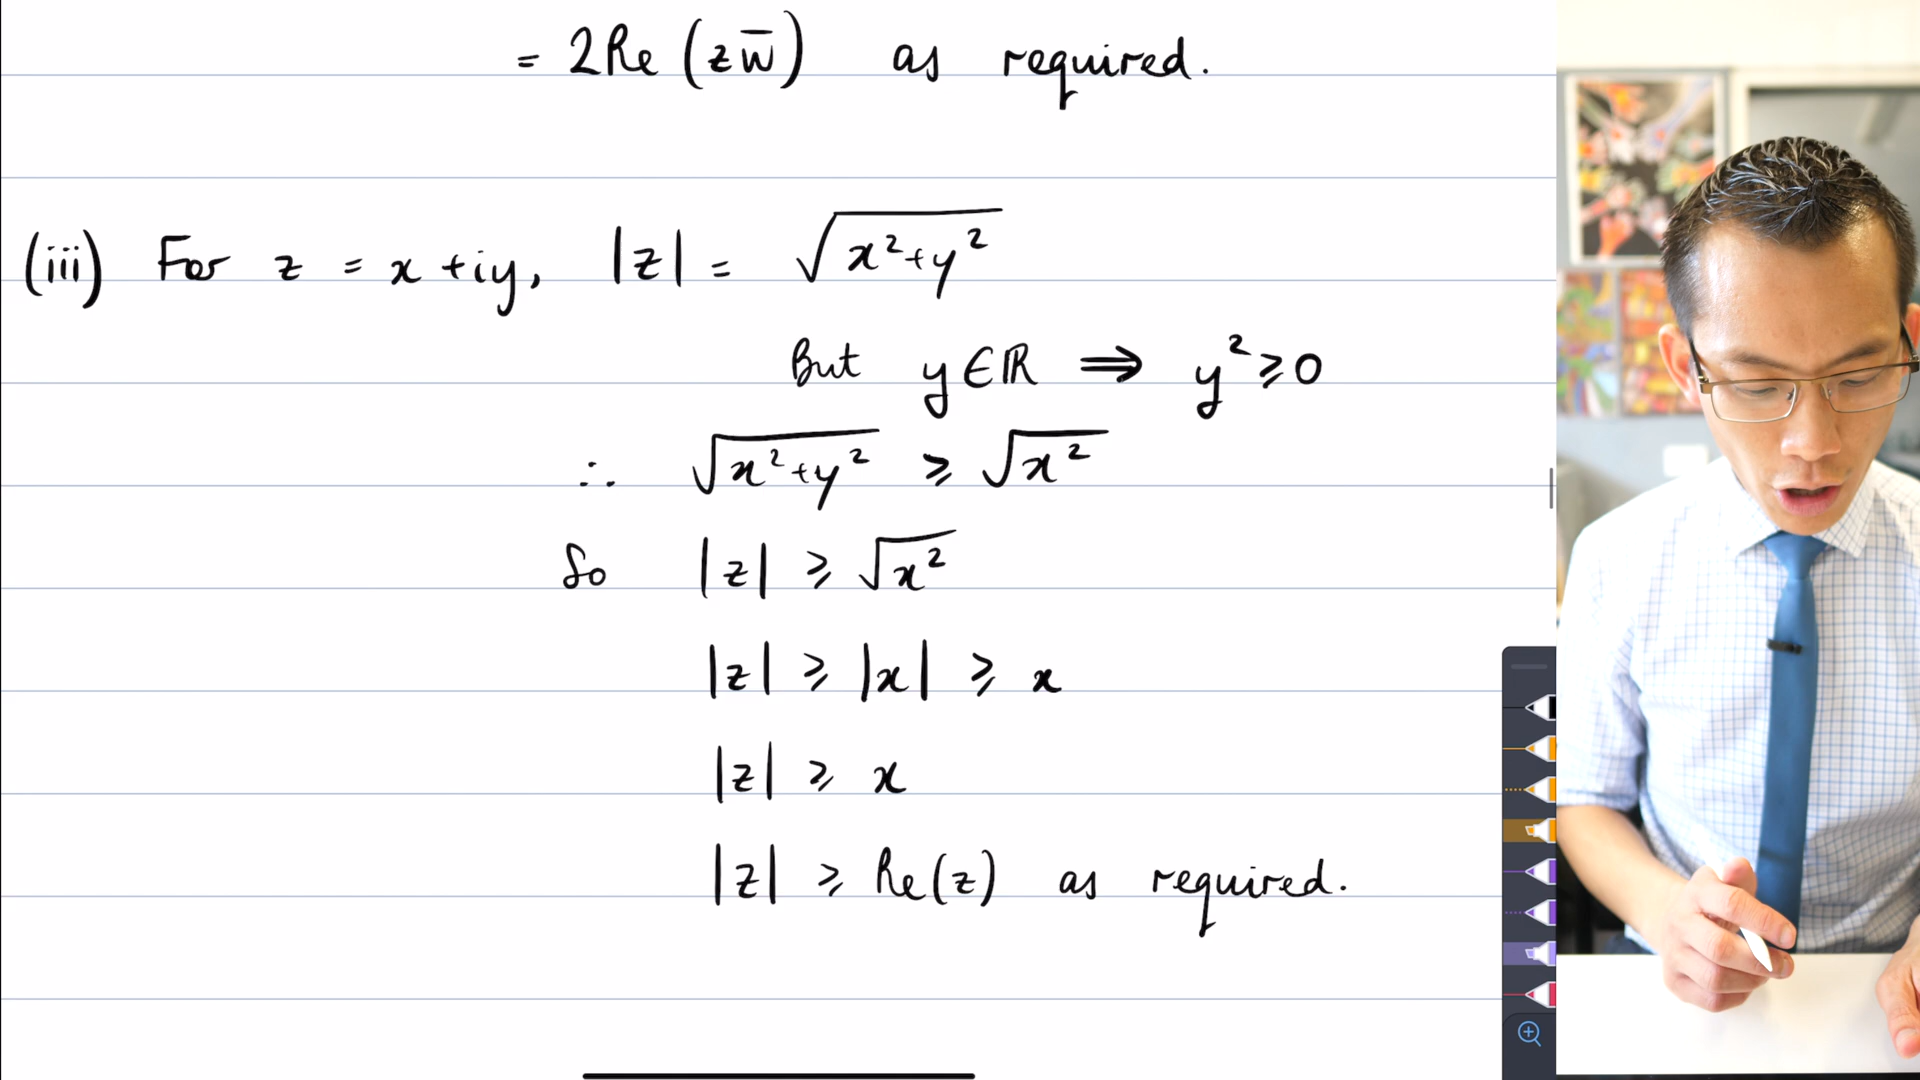 = 2Re (zw̅) as required.
(iii) For z = x + iy, |z| = √(x²+y²)
But y ∈ ℝ ⟹ y² ⩾ 0
∴ √(x²+y²) ⩾ √(x²)
So |z| ⩾ √(x²)
|z| ⩾ |x| ⩾ x
|z| ⩾ x
|z| ⩾ Re(z) as required.